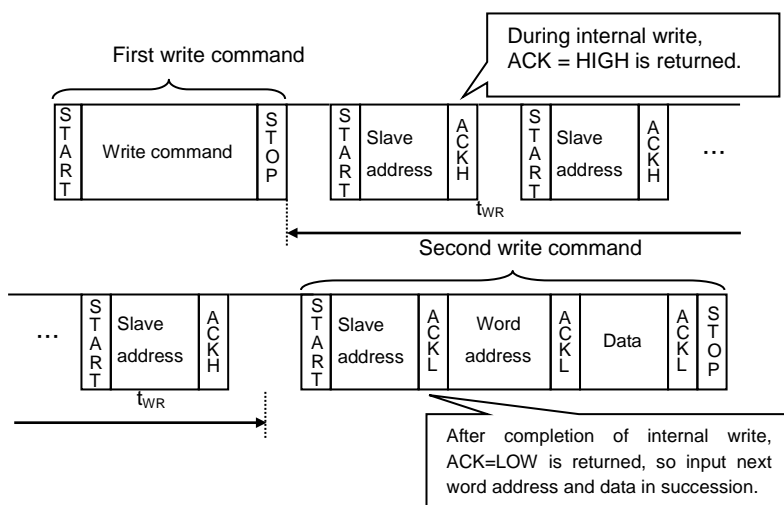 First write command
During internal write,
ACK = HIGH is returned.
START
Write command
STOP
START
Slave
address
ACKH
START
Slave
address
ACKH
...
tWR
Second write command
...
START
Slave
address
ACKH
START
Slave
address
ACKL
Word
address
ACKL
Data
ACKL
STOP
tWR
After completion of internal write,
ACK=LOW is returned, so input next
word address and data in succession.